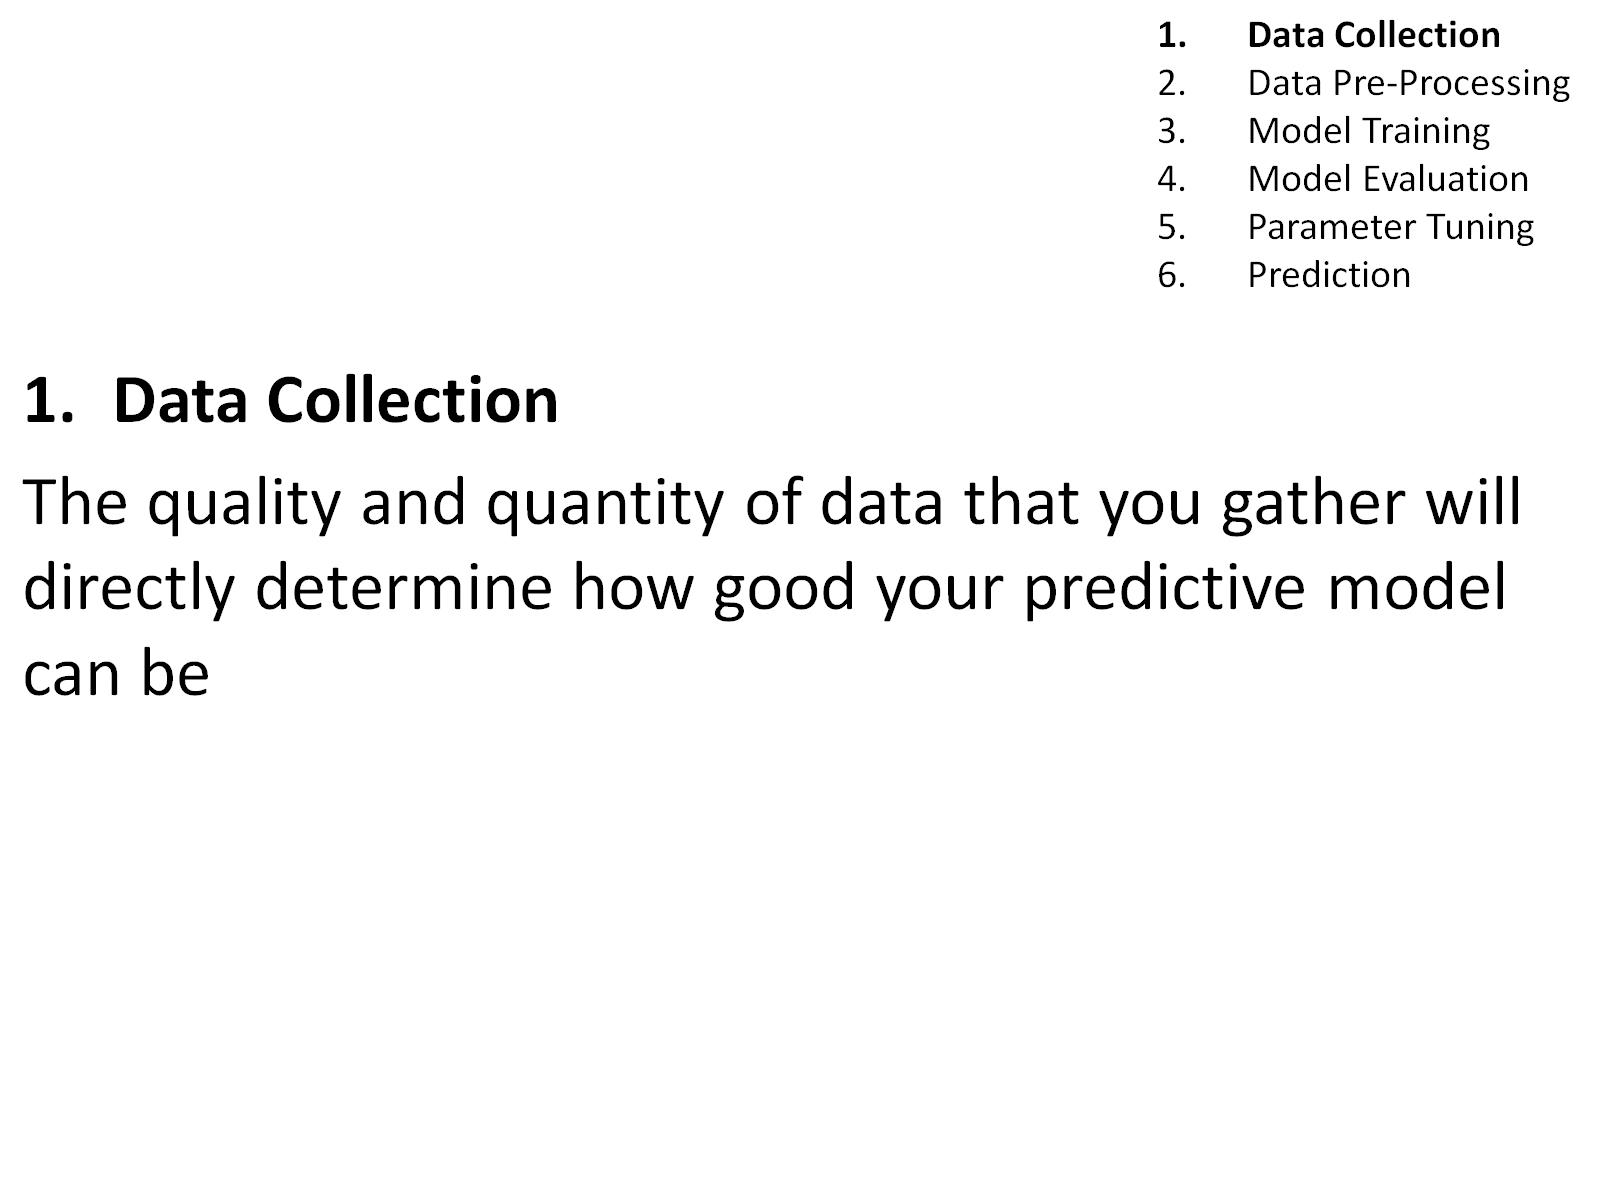 1. Data Collection
2. Data Pre-Processing
3. Model Training
4. Model Evaluation
5. Parameter Tuning
6. Prediction
1. Data Collection
The quality and quantity of data that you gather will
directly determine how good your predictive model
can be